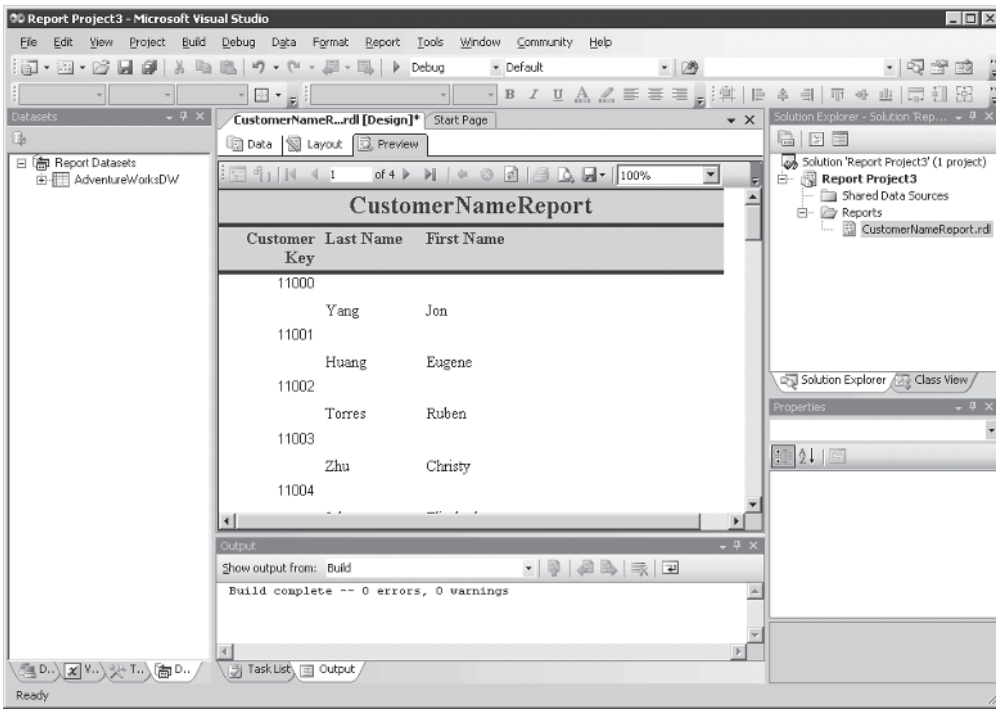 Report Project3 - Microsoft Visual Studio
File Edit View Project Build Debug Data Format Report Tools Window Community Help
Debug Default
B I U A
Datasets
Report Datasets
AdventureWorksDW
CustomerNameR...rdl [Design]* Start Page
Data Layout Preview
1 of 4 100%
CustomerNameReport
Customer Key Last Name First Name
11000
Yang Jon
11001
Huang Eugene
11002
Torres Ruben
11003
Zhu Christy
11004
Output
Show output from: Build
Build complete -- 0 errors, 0 warnings
Task List Output
Solution Explorer - Solution 'Rep...
Solution 'Report Project3' (1 project)
Report Project3
Shared Data Sources
Reports
CustomerNameReport.rdl
Solution Explorer Class View
Properties
D... V... T... D...
Ready